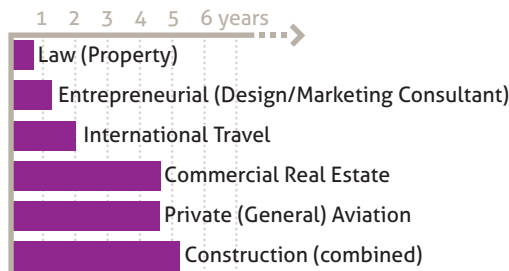 1 2 3 4 5 6 years
Law (Property)
Entrepreneurial (Design/Marketing Consultant)
International Travel
Commercial Real Estate
Private (General) Aviation
Construction (combined)